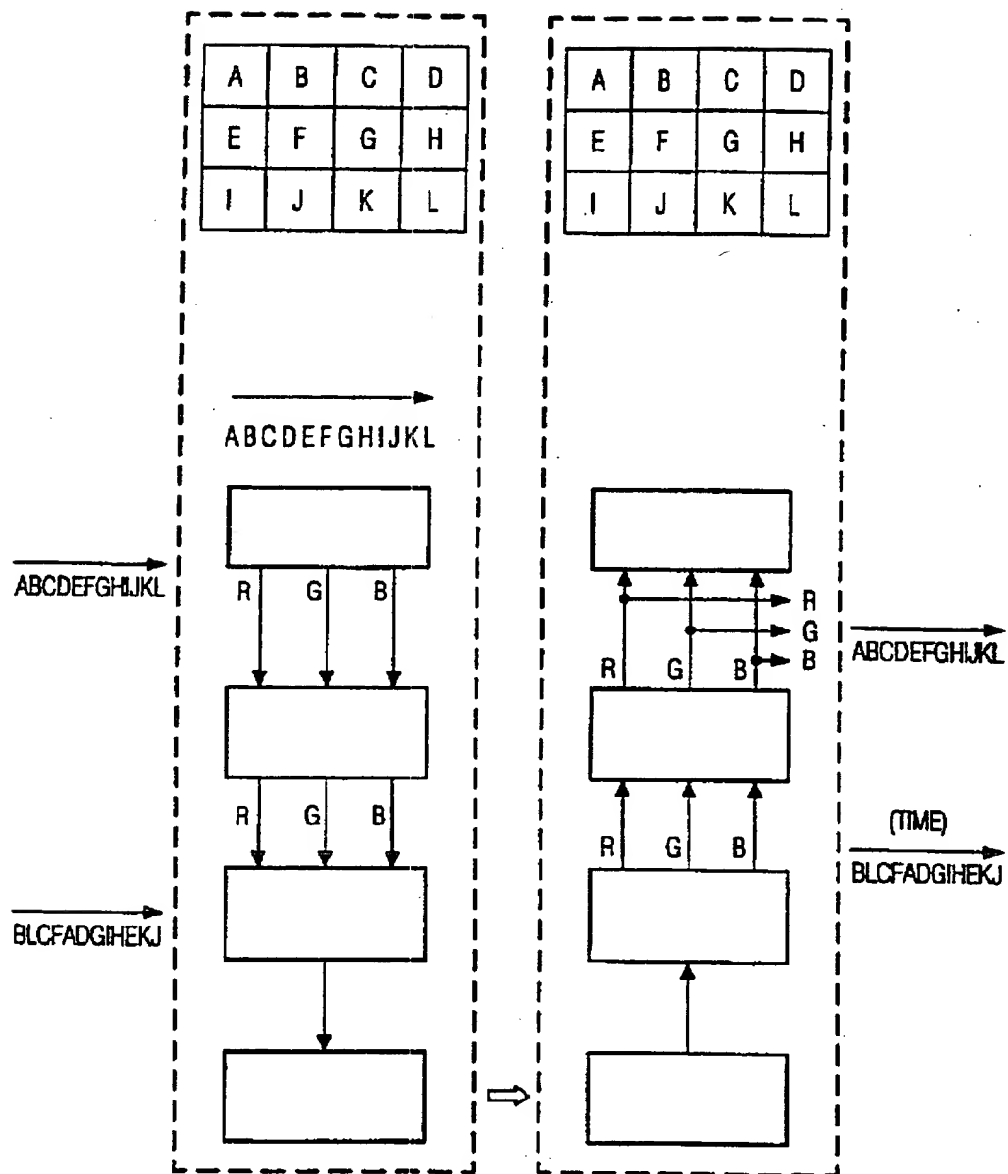 A B C D
E F G H
I J K L
A B C D
E F G H
I J K L
ABCDEFGHIJKL
ABCDEFGHIJKL
R G B
R
G
B
R G B
ABCDEFGHIJKL
R G B
R G B
(TIME)
BLCFADGIHEKJ
BLCFADGIHEKJ